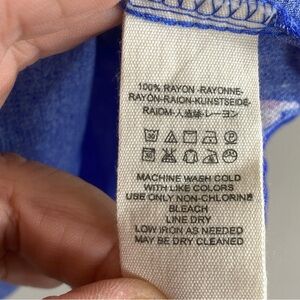 100% RAYON -RAYONNE-
RAYÓN-RAION-KUNSTSEIDE-
RAIOM-人造絲-レーヨン
MACHINE WASH COLD
WITH LIKE COLORS
USE ONLY NON-CHLORINE
BLEACH
LINE DRY
LOW IRON AS NEEDED
MAY BE DRY CLEANED